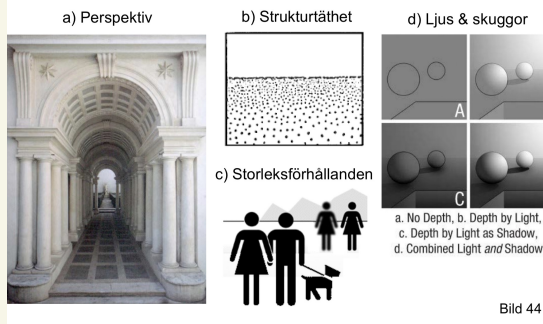 a) Perspektiv
b) Strukturtäthet
c) Storleksförhållanden
d) Ljus & skuggor
A
C
a. No Depth, b. Depth by Light,
c. Depth by Light as Shadow,
d. Combined Light and Shadow
Bild 44